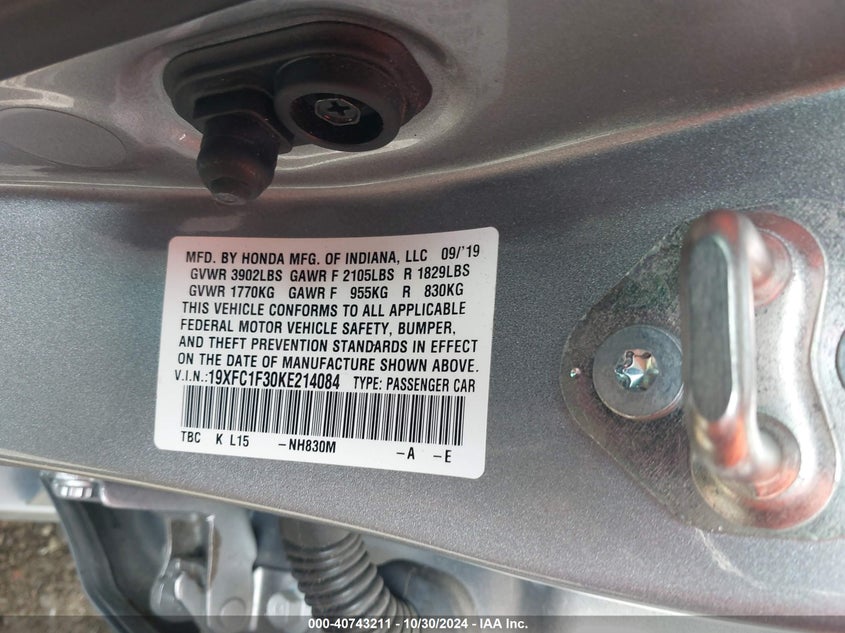 MFD. BY HONDA MFG. OF INDIANA, LLC 09/'19
GVWR 3902LBS GAWR F 2105LBS R 1829LBS
GVWR 1770KG GAWR F 955KG R 830KG
THIS VEHICLE CONFORMS TO ALL APPLICABLE
FEDERAL MOTOR VEHICLE SAFETY, BUMPER,
AND THEFT PREVENTION STANDARDS IN EFFECT
ON THE DATE OF MANUFACTURE SHOWN ABOVE.
V.I.N.:19XFC1F30KE214084 TYPE: PASSENGER CAR
TBC K L15 -NH830M -A -E
000-40743211 - 10/30/2024 - IAA Inc.